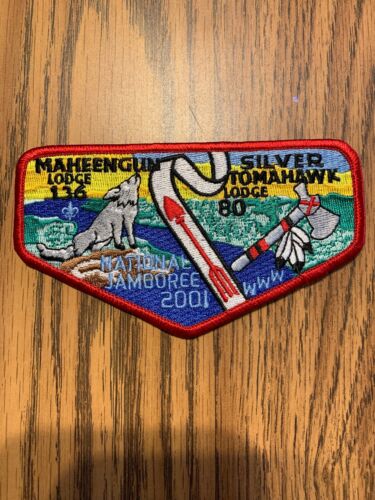 MAHEENGUN
LODGE
136
SILVER
TOMAHAWK
LODGE
80
NATIONAL
JAMBOREE
2001
WWW